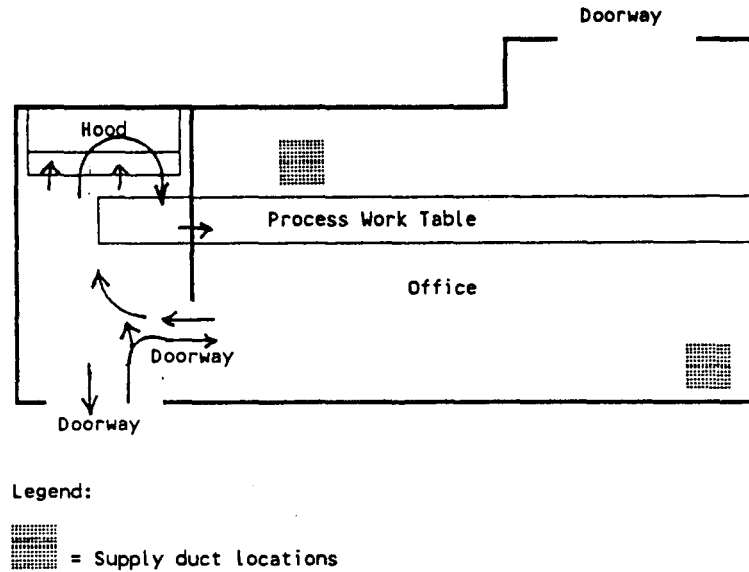 Doorway
Hood
Process Work Table
Office
Doorway
Doorway
Legend:
= Supply duct locations